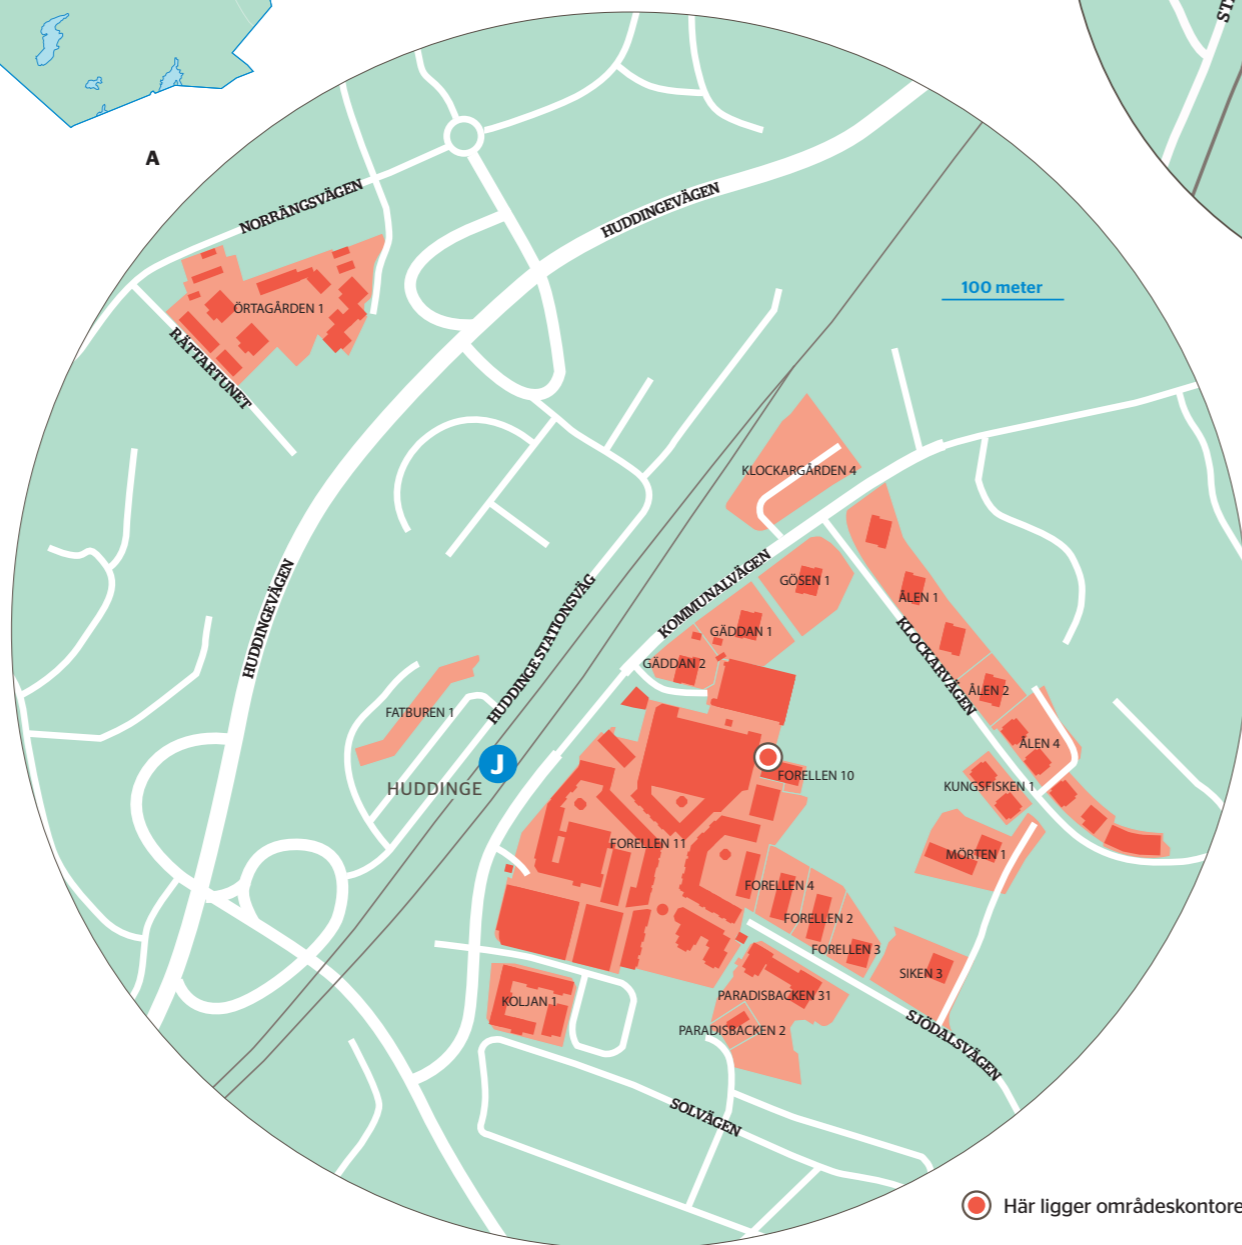 A
NORRÄNGSVÄGEN
HUDDINGEVÄGEN
100 meter
ÖRTAGÅRDEN 1
RÄTTARTUNET
KLOCKARGÅRDEN 4
KOMMUNALVÄGEN
GÖSEN 1
HUDDINGEVÄGEN
HUDDINGE STATIONSVÄG
ÅLEN 1
GÄDDAN 1
KLOCKARVÄGEN
GÄDDAN 2
ÅLEN 2
FATBUREN 1
ÅLEN 4
J
HUDDINGE
FORELLEN 10
KUNGSFISKEN 1
FORELLEN 11
MÖRTEN 1
FORELLEN 4
FORELLEN 2
FORELLEN 3
SIKEN 3
KOLJAN 1
PARADISBACKEN 31
PARADISBACKEN 2
SJÖDALSVÄGEN
SOLVÄGEN
Här ligger områdeskontore